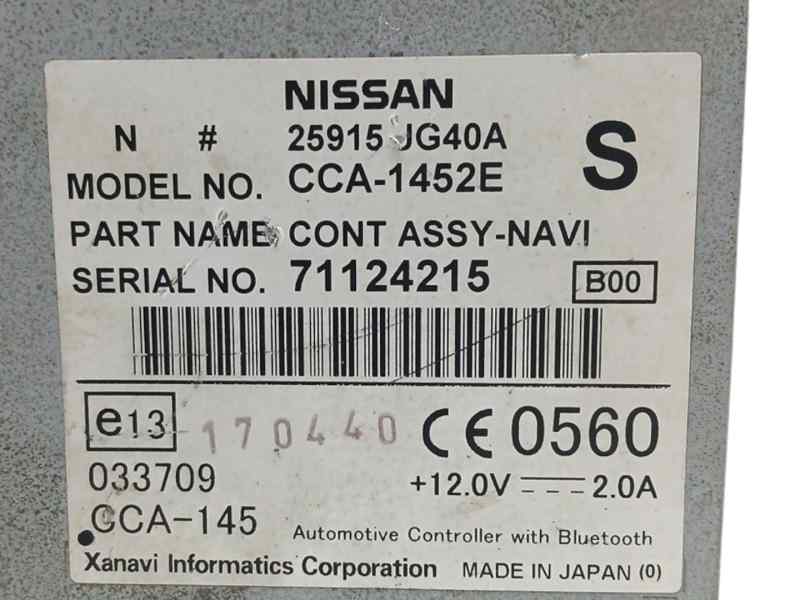 NISSAN
N # 25915 JG40A S
MODEL NO. CCA-1452E
PART NAME CONT ASSY-NAVI
SERIAL NO. 71124215 B00
e13 170440 CE 0560
033709 +12.0V 2.0A
CCA-145 Automotive Controller with Bluetooth
Xanavi Informatics Corporation MADE IN JAPAN (0)